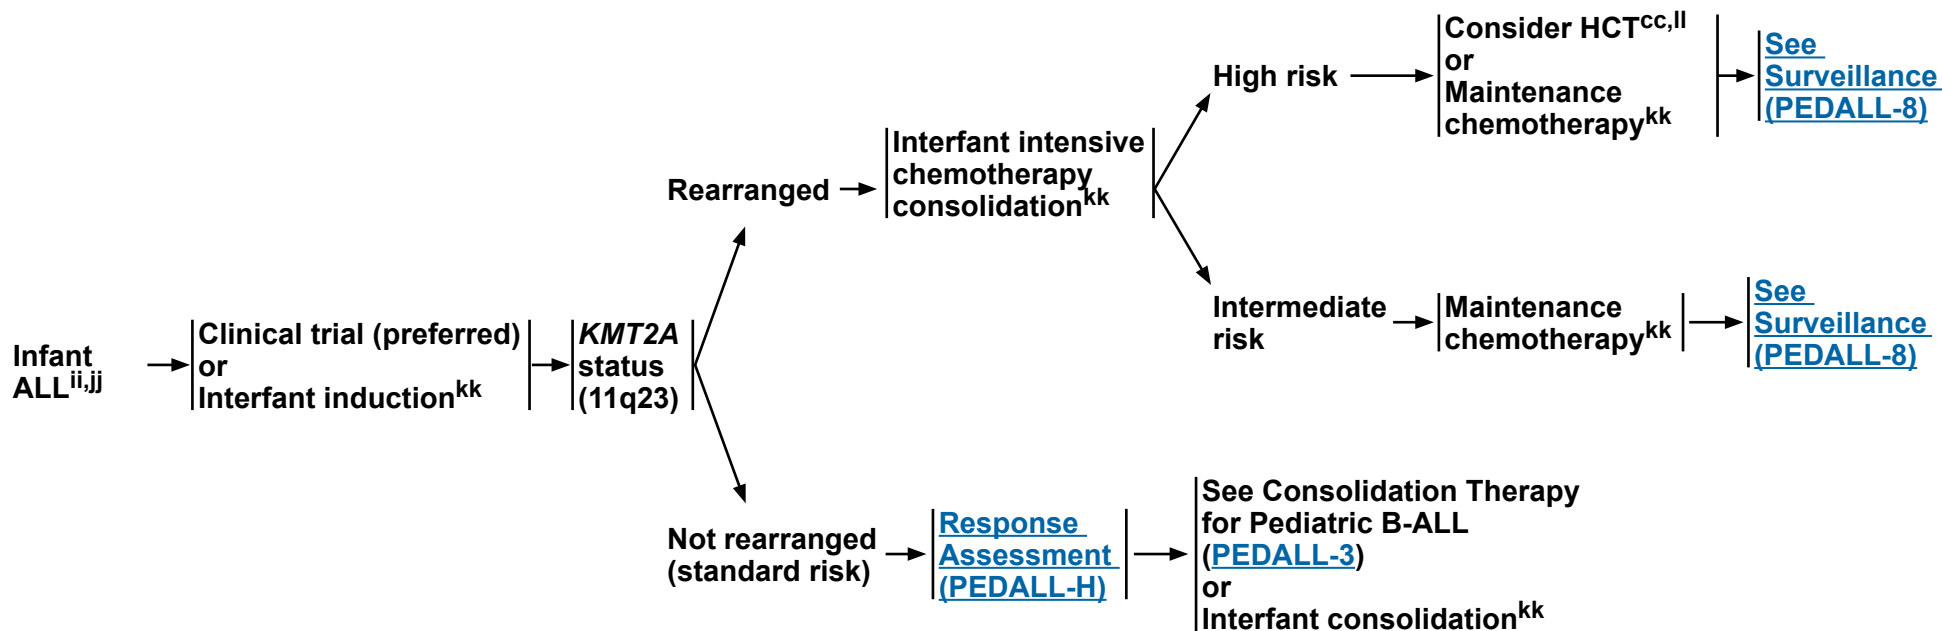 Infant
ALLii,jj
Clinical trial (preferred)
or
Interfant inductionkk
KMT2A
status
(11q23)
Rearranged
Interfant intensive
chemotherapy
consolidationkk
High risk
Consider HCTcc,ll
or
Maintenance
chemotherapykk
See
Surveillance
(PEDALL-8)
Intermediate
risk
Maintenance
chemotherapykk
See
Surveillance
(PEDALL-8)
Not rearranged
(standard risk)
Response
Assessment
(PEDALL-H)
See Consolidation Therapy
for Pediatric B-ALL
(PEDALL-3)
or
Interfant consolidationkk